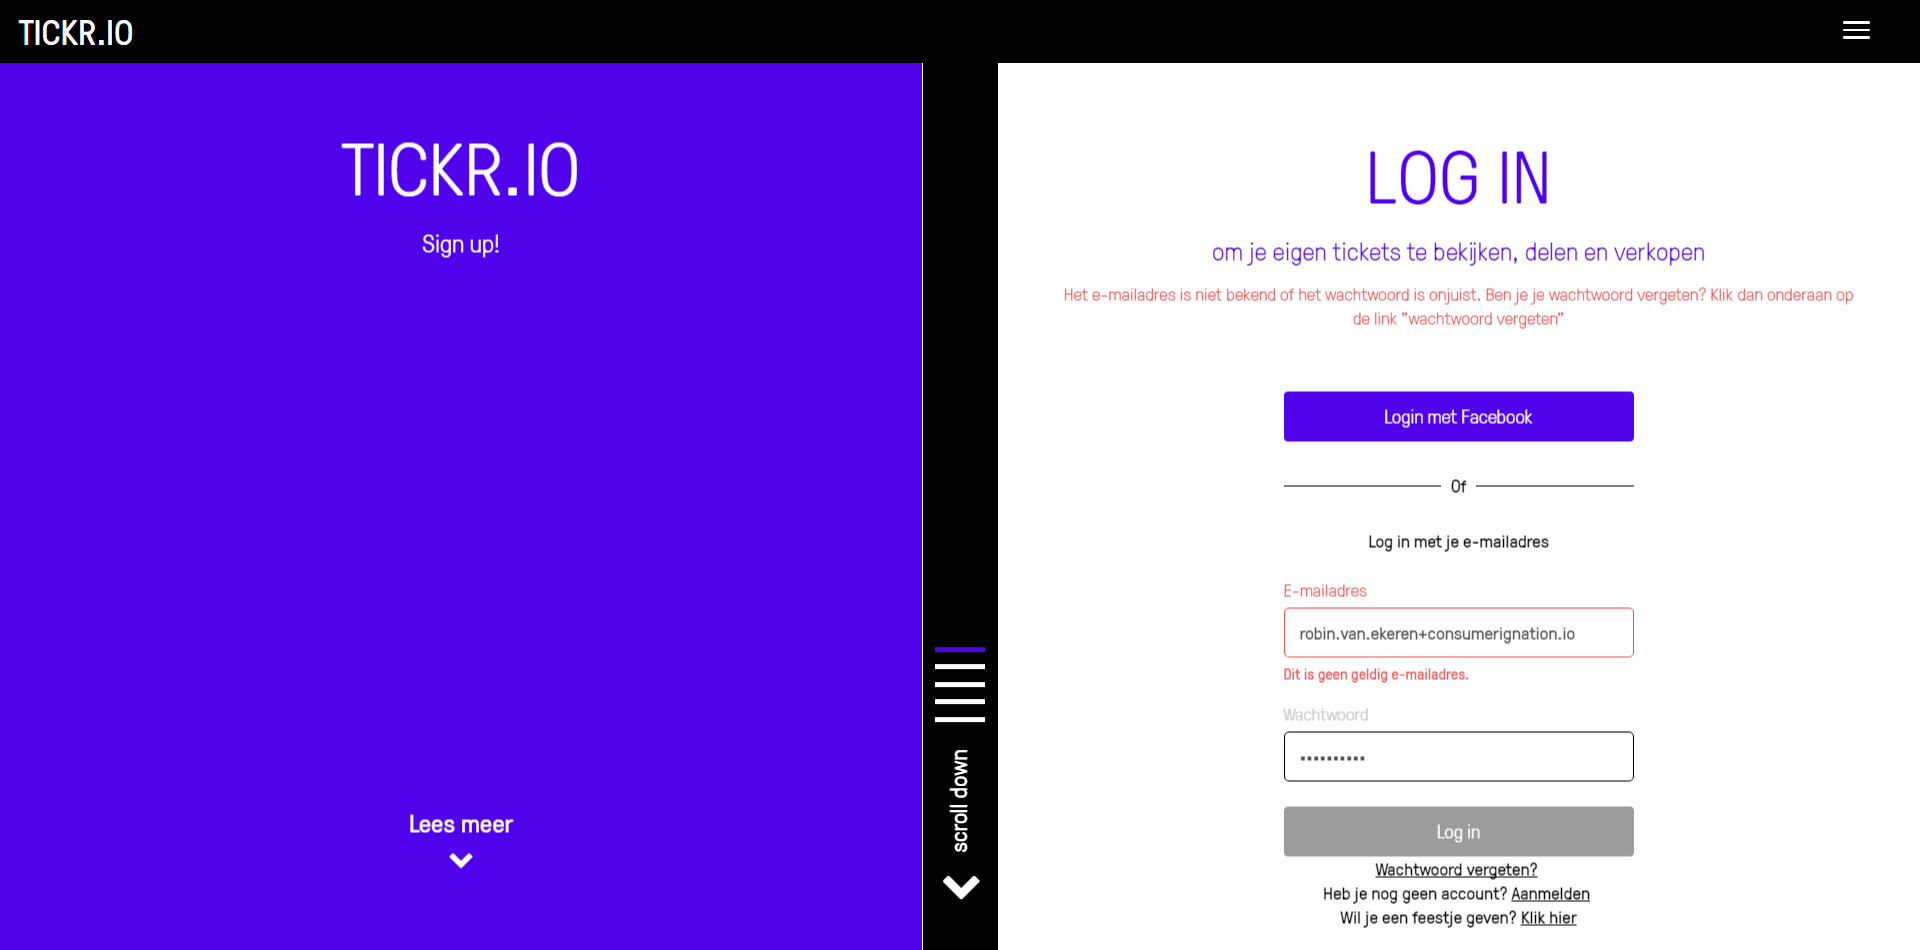 TICKR.IO
TICKR.IO
Sign up!
Lees meer
scroll down
LOG IN
om je eigen tickets te bekijken, delen en verkopen
Het e-mailadres is niet bekend of het wachtwoord is onjuist. Ben je je wachtwoord vergeten? Klik dan onderaan op
de link "wachtwoord vergeten"
Login met Facebook
Of
Log in met je e-mailadres
E-mailadres
robin.van.ekeren+consumerignation.io
Dit is geen geldig e-mailadres.
Wachtwoord
••••••••••
Log in
Wachtwoord vergeten?
Heb je nog geen account? Aanmelden
Wil je een feestje geven? Klik hier